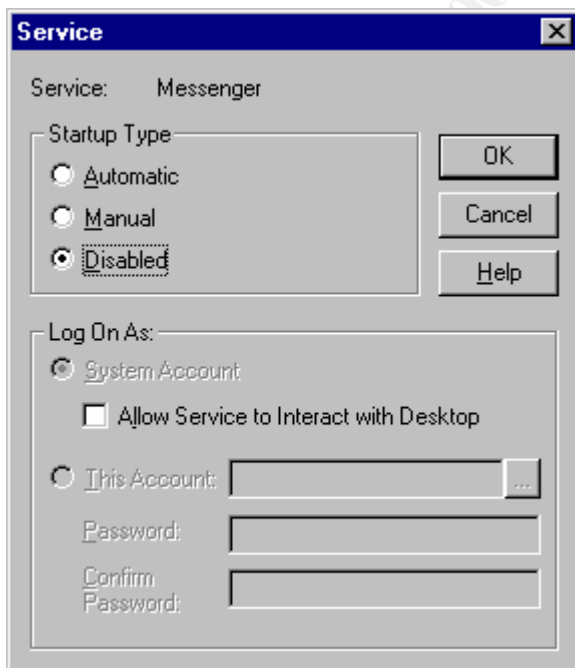 Service
Service: Messenger
Startup Type
Automatic
Manual
Disabled
OK
Cancel
Help
Log On As:
System Account
Allow Service to Interact with Desktop
This Account:
...
Password:
Confirm
Password: